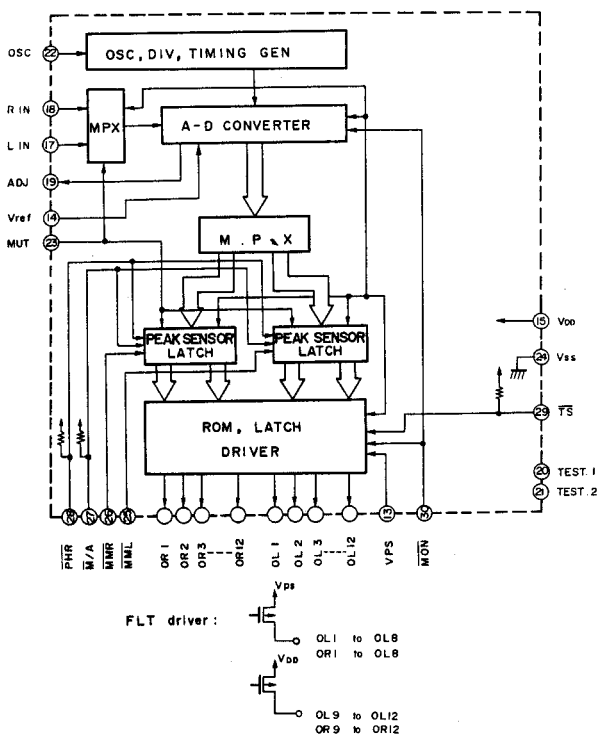 OSC 22 OSC, DIV, TIMING GEN
R IN 18 MPX
L IN 17 A-D CONVERTER
ADJ 19
Vref 14
MUT 23 M . P . X
PEAK SENSOR LATCH
PEAK SENSOR LATCH
15 VDD
24 VSS
29 TS
ROM, LATCH DRIVER
20 TEST.1
21 TEST.2
13
30
PHR
M/A
MMR
MML
OR1
OR2
OR3
OR12
OL1
OL2
OL3
OL12
VPS
MON
FLT driver :
VPS
OL1 to OL8
OR1 to OL8
VDD
OL9 to OL12
OR9 to OR12